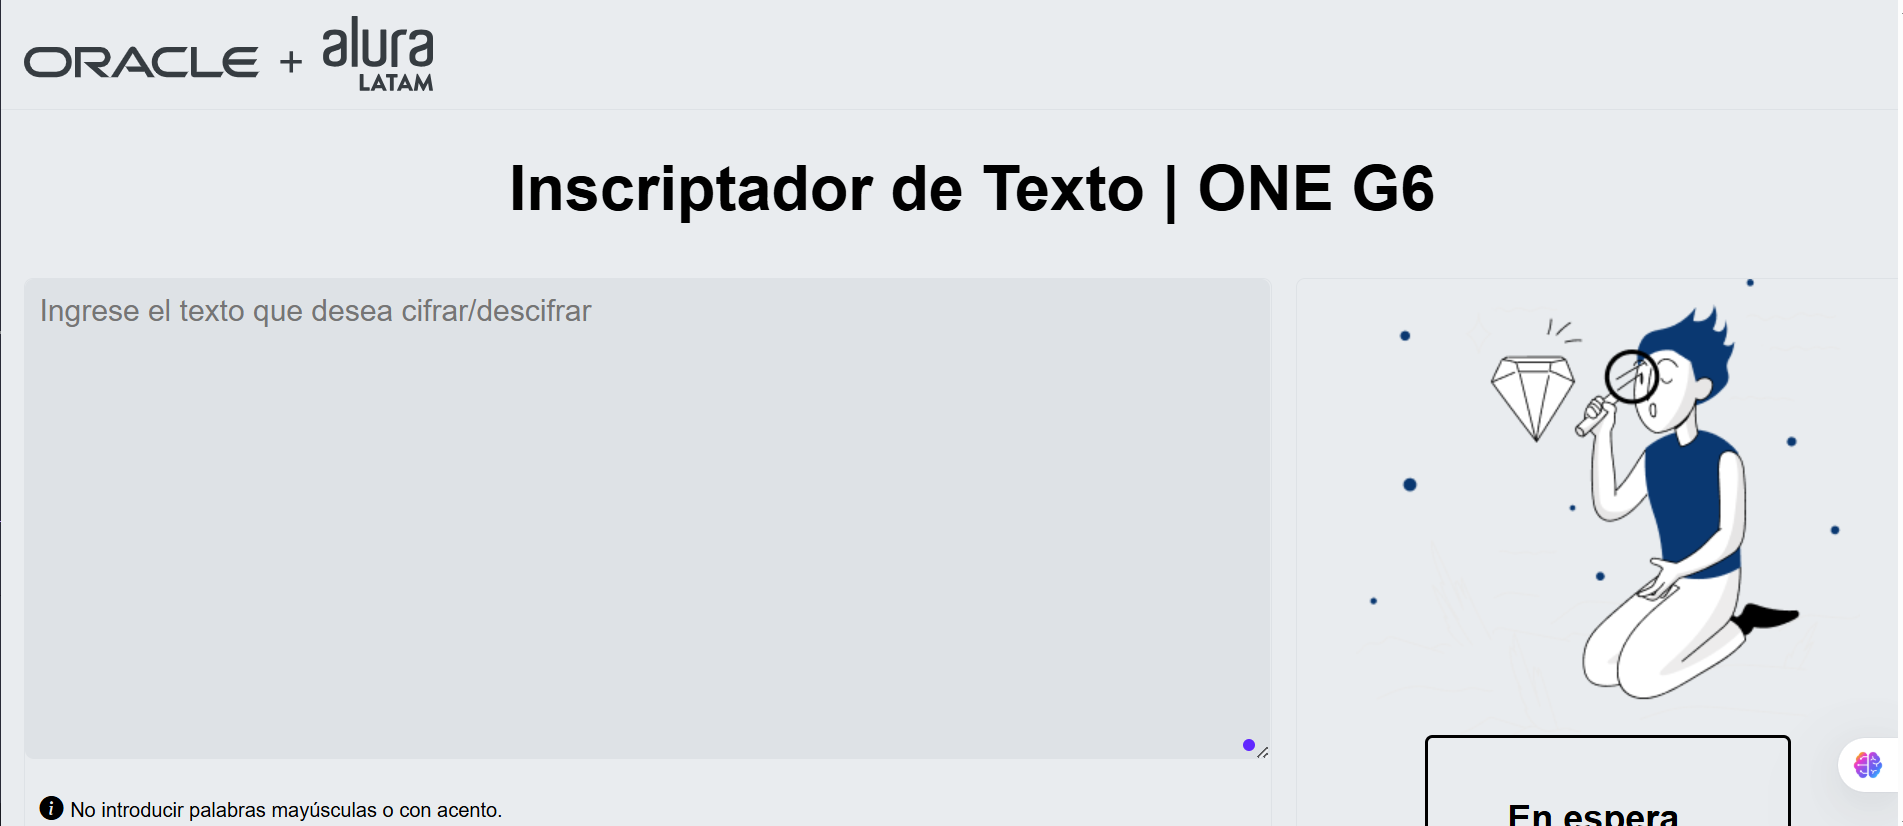 ORACLE + alura
LATAM
Inscriptador de Texto | ONE G6
Ingrese el texto que desea cifrar/descifrar
No introducir palabras mayúsculas o con acento.
En espera